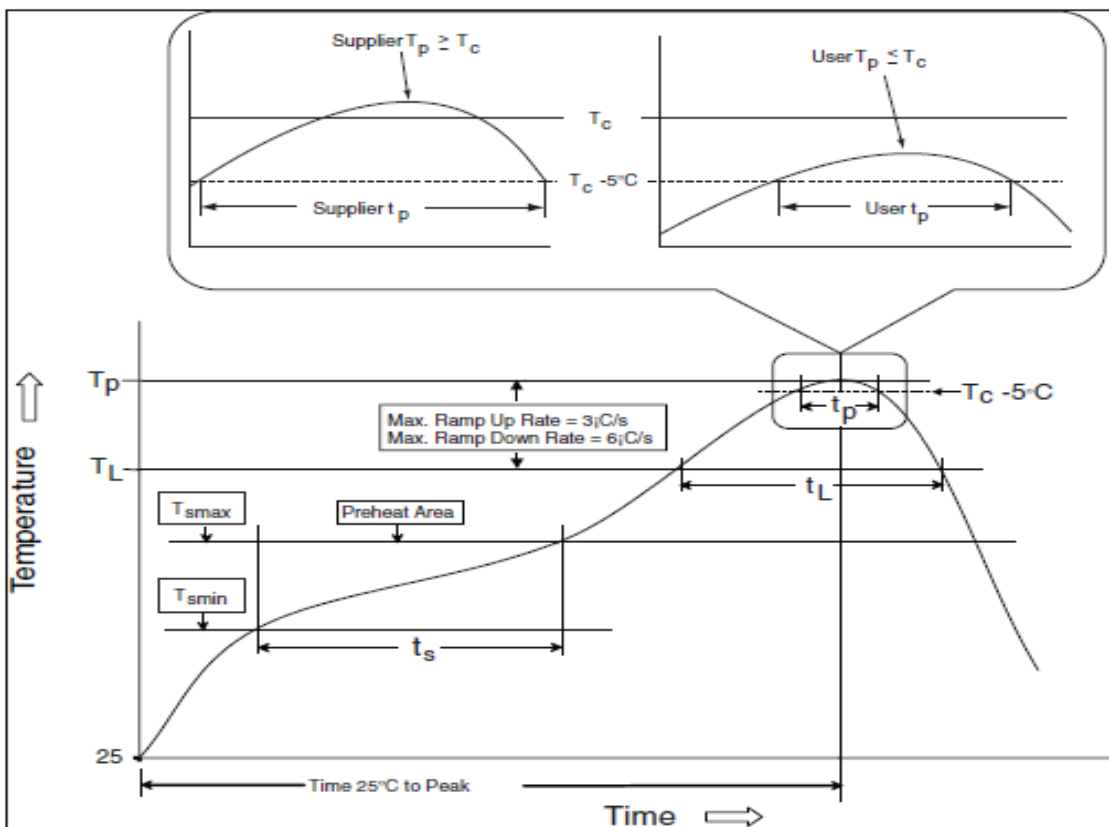 Supplier Tp ≥ Tc
User Tp ≤ Tc
Tc
Tc -5°C
Supplier tp
User tp
Tp
Tc -5°C
tp
Max. Ramp Up Rate = 3¡C/s
Max. Ramp Down Rate = 6¡C/s
TL
tL
Tsmax
Preheat Area
Tsmin
ts
Temperature
25
Time 25°C to Peak
Time